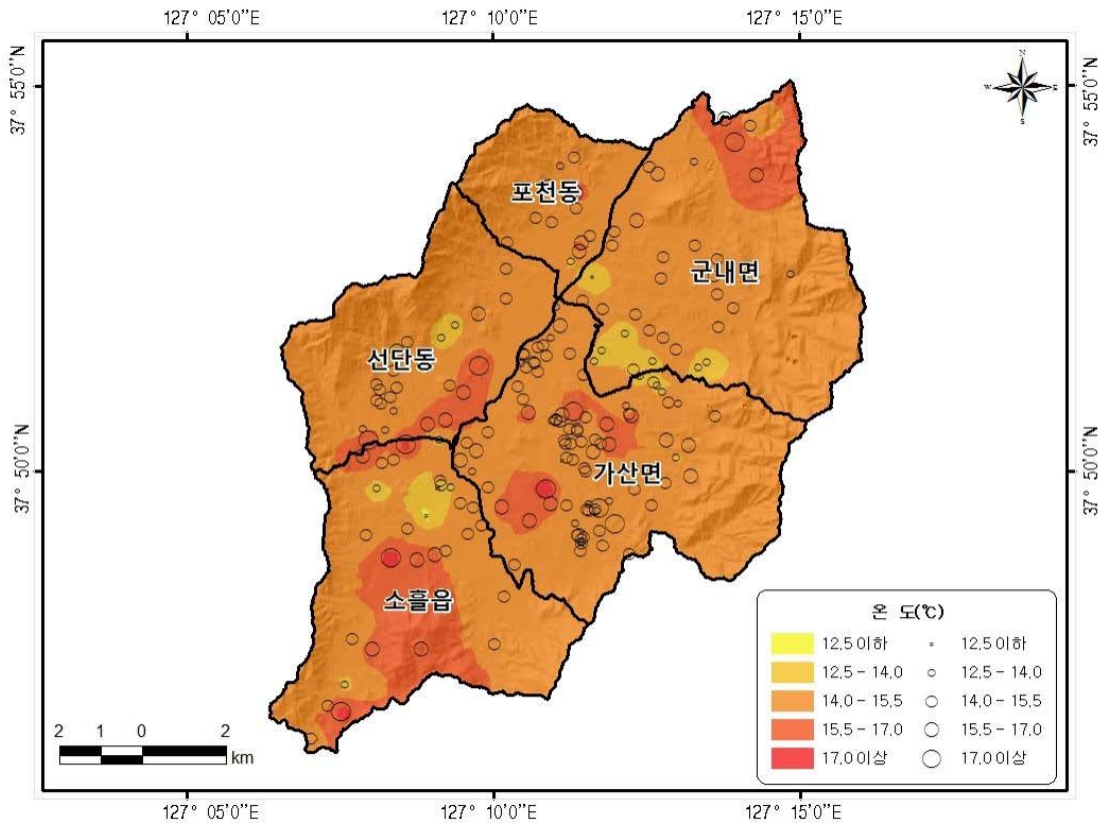 127° 05'0''E 127° 10'0''E 127° 15'0''E
37° 55'0''N
37° 55'0''N
N
W E
S
포천동
군내면
선단동
37° 50'0''N
37° 50'0''N
가산면
소흘읍
온 도(℃)
12.5 이하 12.5 이하
12.5 – 14.0 12.5 – 14.0
14.0 – 15.5 14.0 – 15.5
15.5 – 17.0 15.5 – 17.0
17.0 이상 17.0 이상
2 1 0 2
km
127° 05'0''E 127° 10'0''E 127° 15'0''E